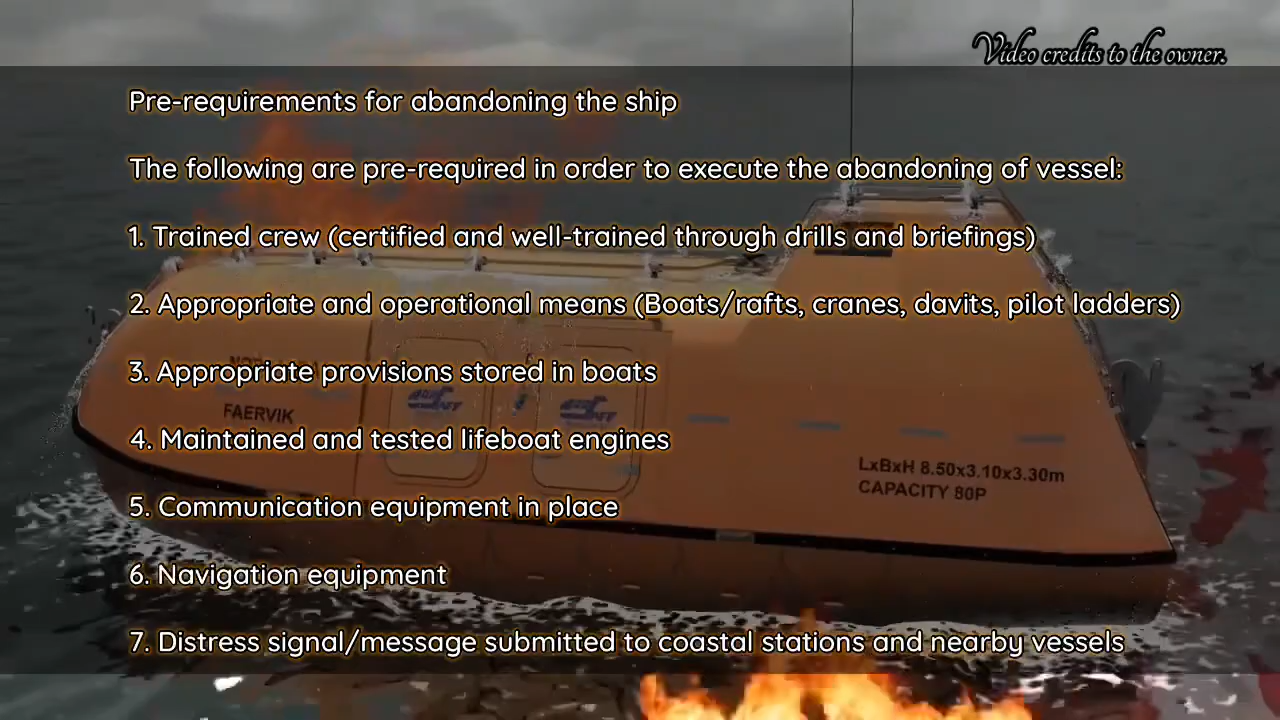 Video credits to the owner.
Pre-requirements for abandoning the ship
The following are pre-required in order to execute the abandoning of vessel:
1. Trained crew (certified and well-trained through drills and briefings)
2. Appropriate and operational means (Boats/rafts, cranes, davits, pilot ladders)
3. Appropriate provisions stored in boats
FAERVIK
4. Maintained and tested lifeboat engines
LxBxH 8.50x3.10x3.30m
CAPACITY 80P
5. Communication equipment in place
6. Navigation equipment
7. Distress signal/message submitted to coastal stations and nearby vessels